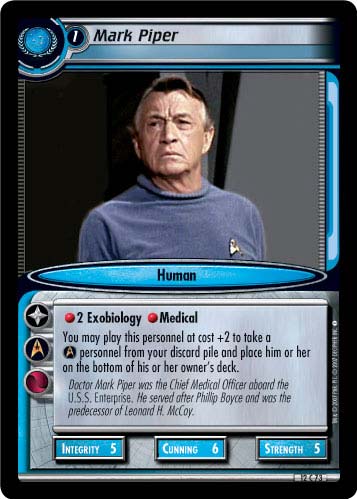 1 Mark Piper
Human
2 Exobiology Medical
You may play this personnel at cost +2 to take a
personnel from your discard pile and place him or her
on the bottom of his or her owner's deck.
Doctor Mark Piper was the Chief Medical Officer aboard the
U.S.S. Enterprise. He served after Phillip Boyce and was the
predecessor of Leonard H. McCoy.
INTEGRITY 5 CUNNING 6 STRENGTH 5
12 C 73